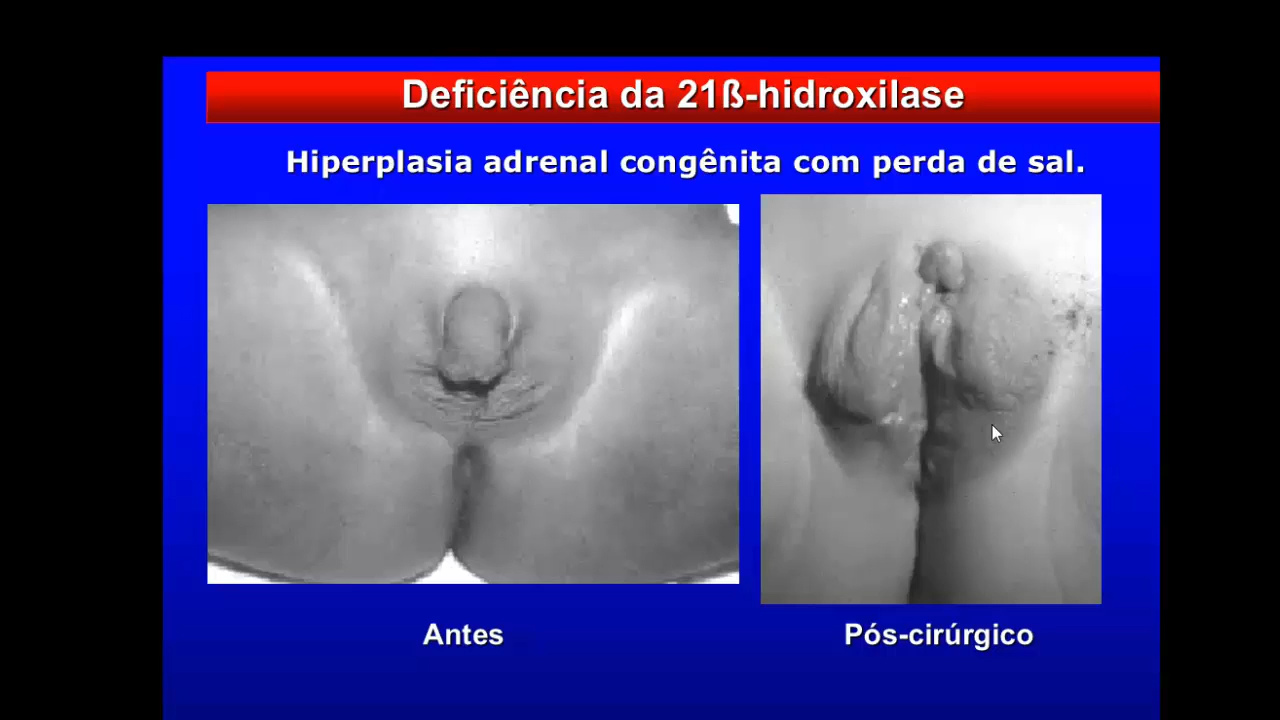 Deficiência da 21ß-hidroxilase
Hiperplasia adrenal congênita com perda de sal.
Antes
Pós-cirúrgico